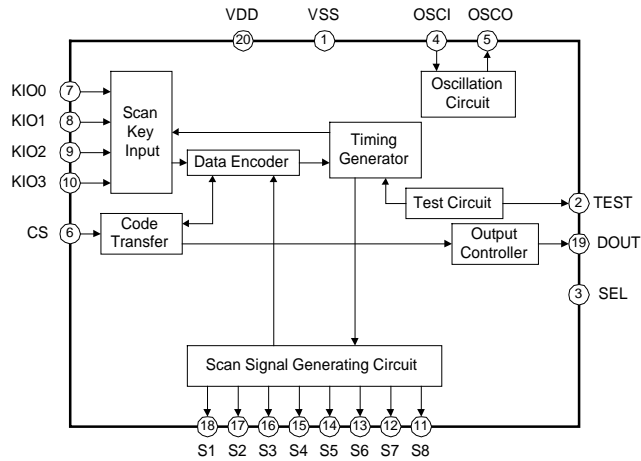 VDD VSS OSCI OSCO
20 1 4 5
KIO0 7
KIO1 8
KIO2 9
KIO3 10
Scan
Key
Input
Oscillation
Circuit
Data Encoder
Timing
Generator
Test Circuit
2 TEST
CS 6
Code
Transfer
Output
Controller
19 DOUT
3 SEL
Scan Signal Generating Circuit
18 17 16 15 14 13 12 11
S1 S2 S3 S4 S5 S6 S7 S8